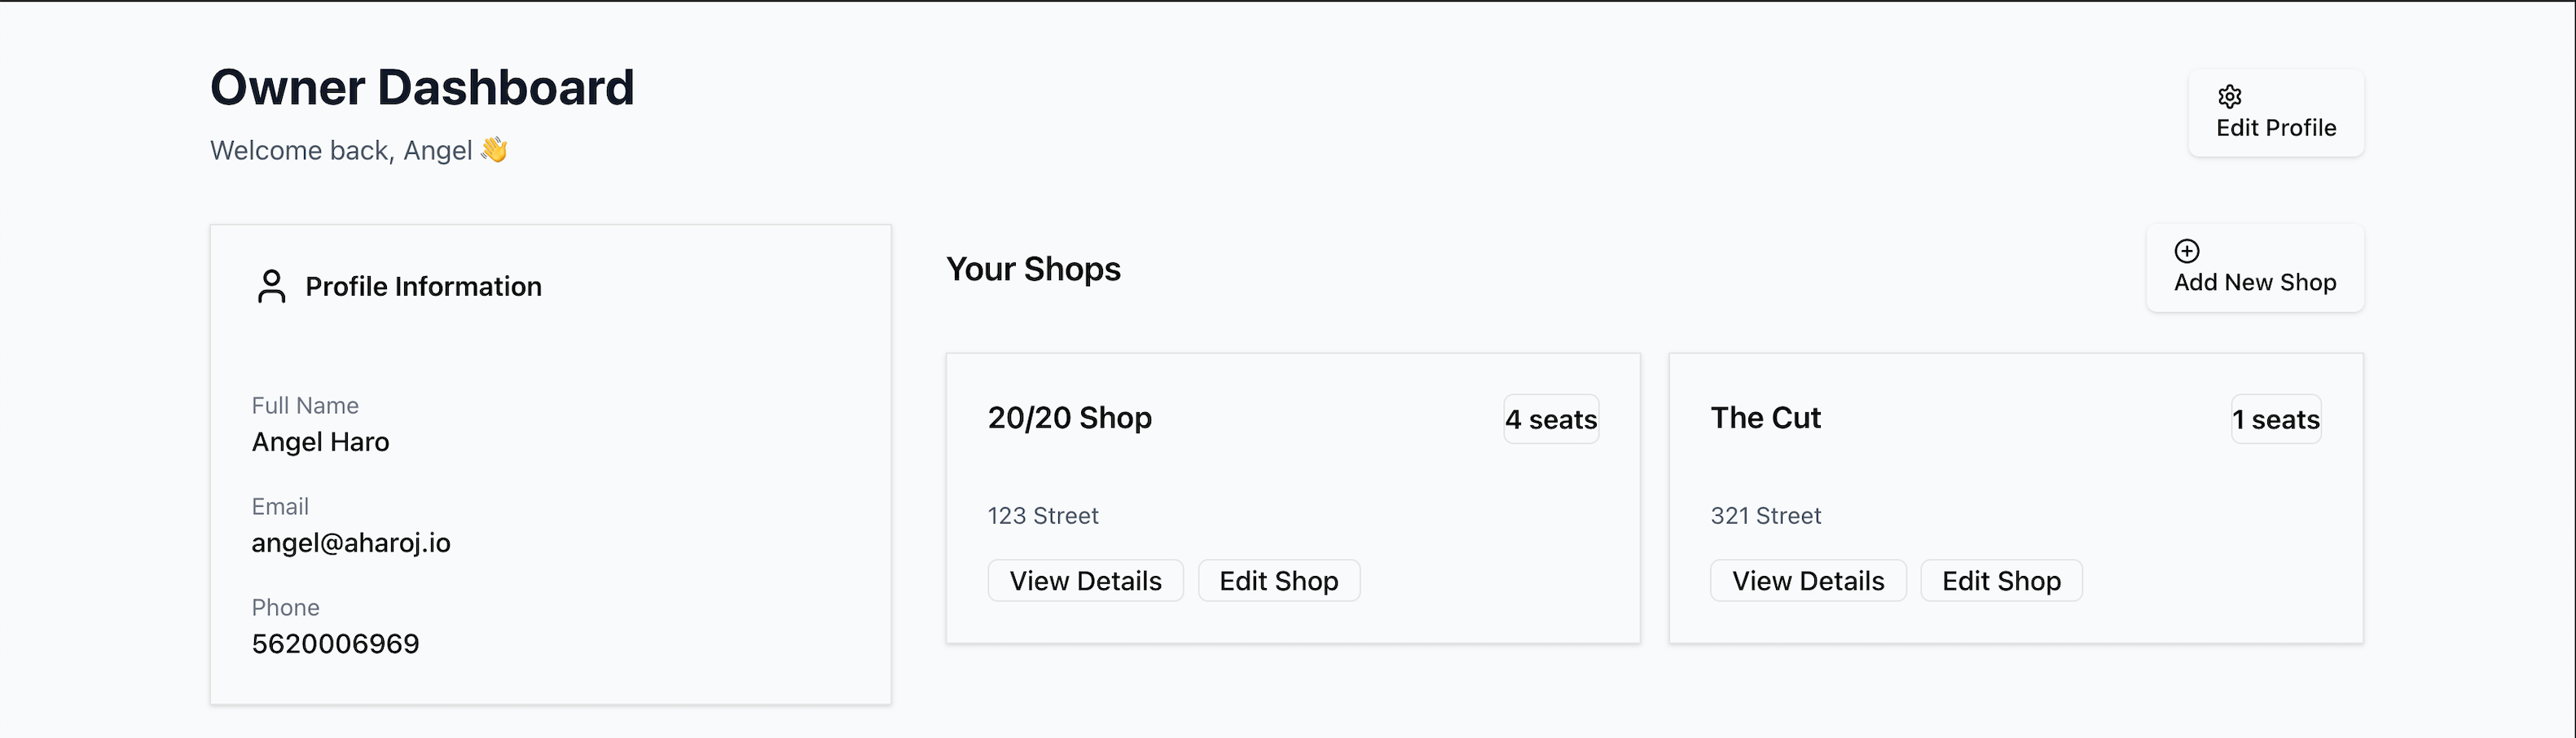 Owner Dashboard
Welcome back, Angel 👋
Edit Profile
Profile Information
Full Name
Angel Haro
Email
angel@aharoj.io
Phone
5620006969
Your Shops
Add New Shop
20/20 Shop
4 seats
123 Street
View Details
Edit Shop
The Cut
1 seats
321 Street
View Details
Edit Shop